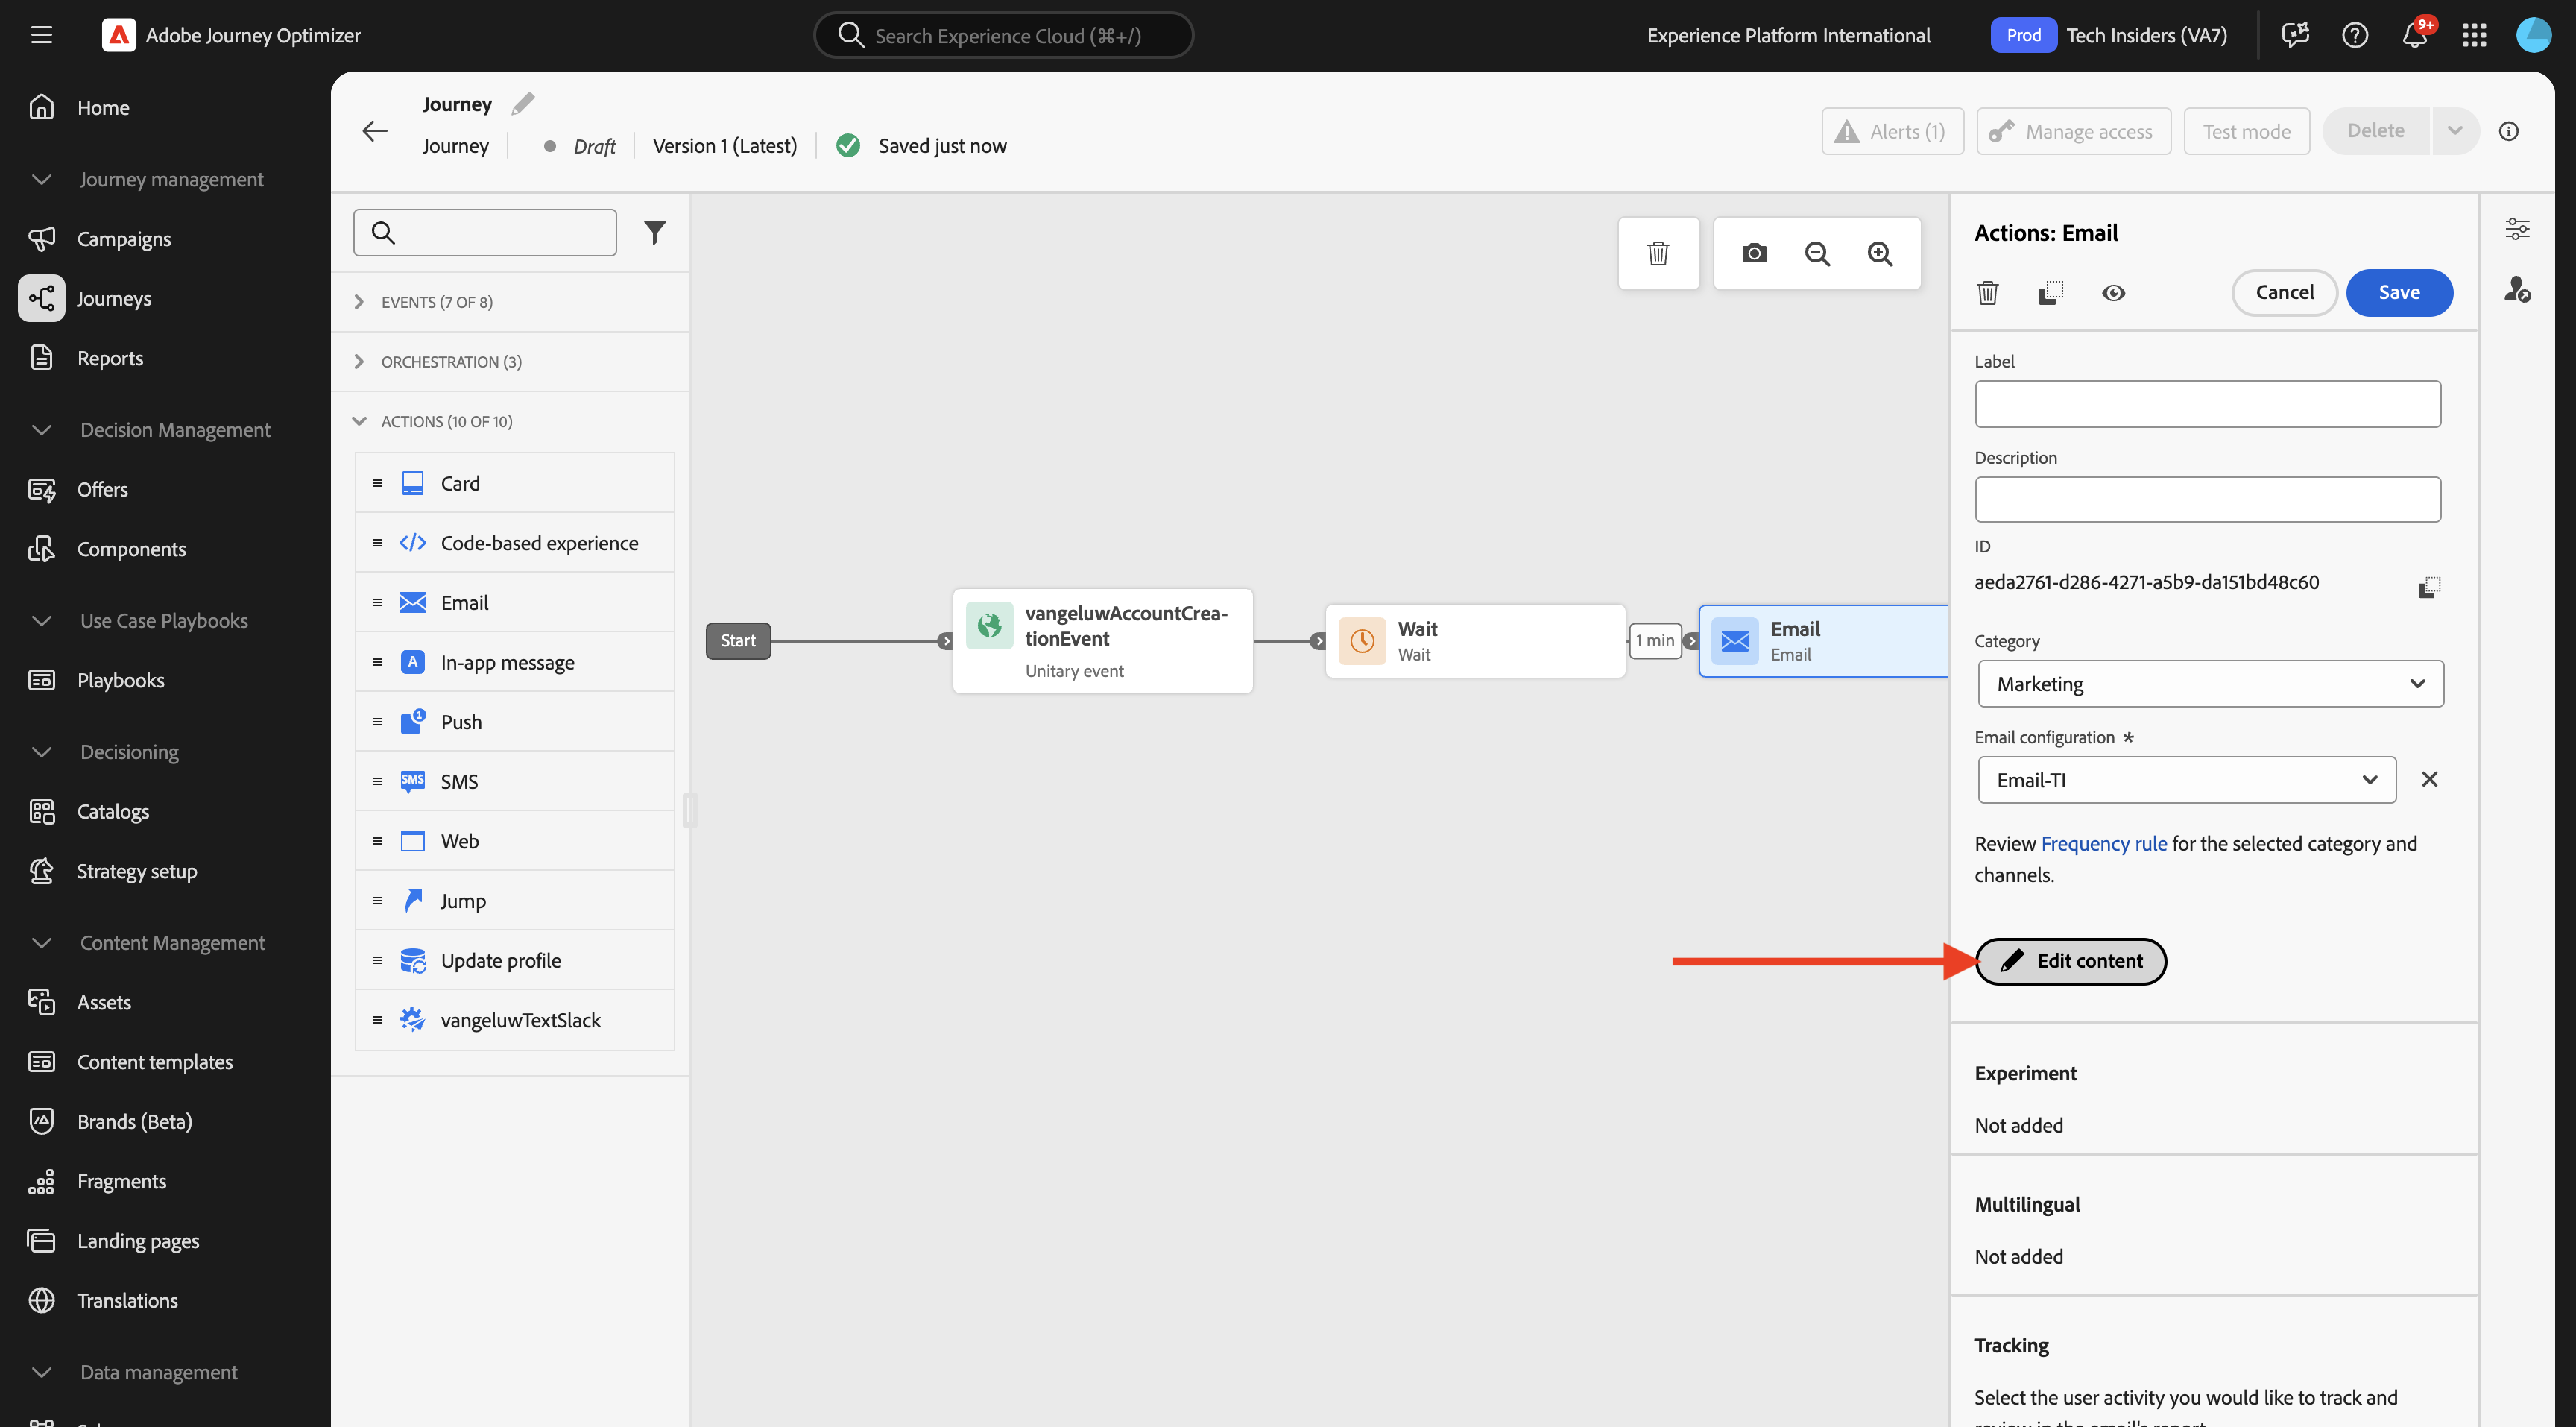 Adobe Journey Optimizer
Search Experience Cloud (⌘+/)
Experience Platform International
Prod
Tech Insiders (VA7)
9+
Home
Journey management
Campaigns
Journeys
Reports
Decision Management
Offers
Components
Use Case Playbooks
Playbooks
Decisioning
Catalogs
Strategy setup
Content Management
Assets
Content templates
Brands (Beta)
Fragments
Landing pages
Translations
Data management
Journey
Journey
Draft
Version 1 (Latest)
Saved just now
Alerts (1)
Manage access
Test mode
Delete
EVENTS (7 OF 8)
ORCHESTRATION (3)
ACTIONS (10 OF 10)
Card
Code-based experience
Email
In-app message
Push
SMS
SMS
Web
Jump
Update profile
vangeluwTextSlack
Start
vangeluwAccountCrea-
tionEvent
Unitary event
Wait
Wait
1 min
Email
Email
Actions: Email
Cancel
Save
Label
Description
ID
aeda2761-d286-4271-a5b9-da151bd48c60
Category
Marketing
Email configuration *
Email-TI
Review Frequency rule for the selected category and
channels.
Edit content
Experiment
Not added
Multilingual
Not added
Tracking
Select the user activity you would like to track and